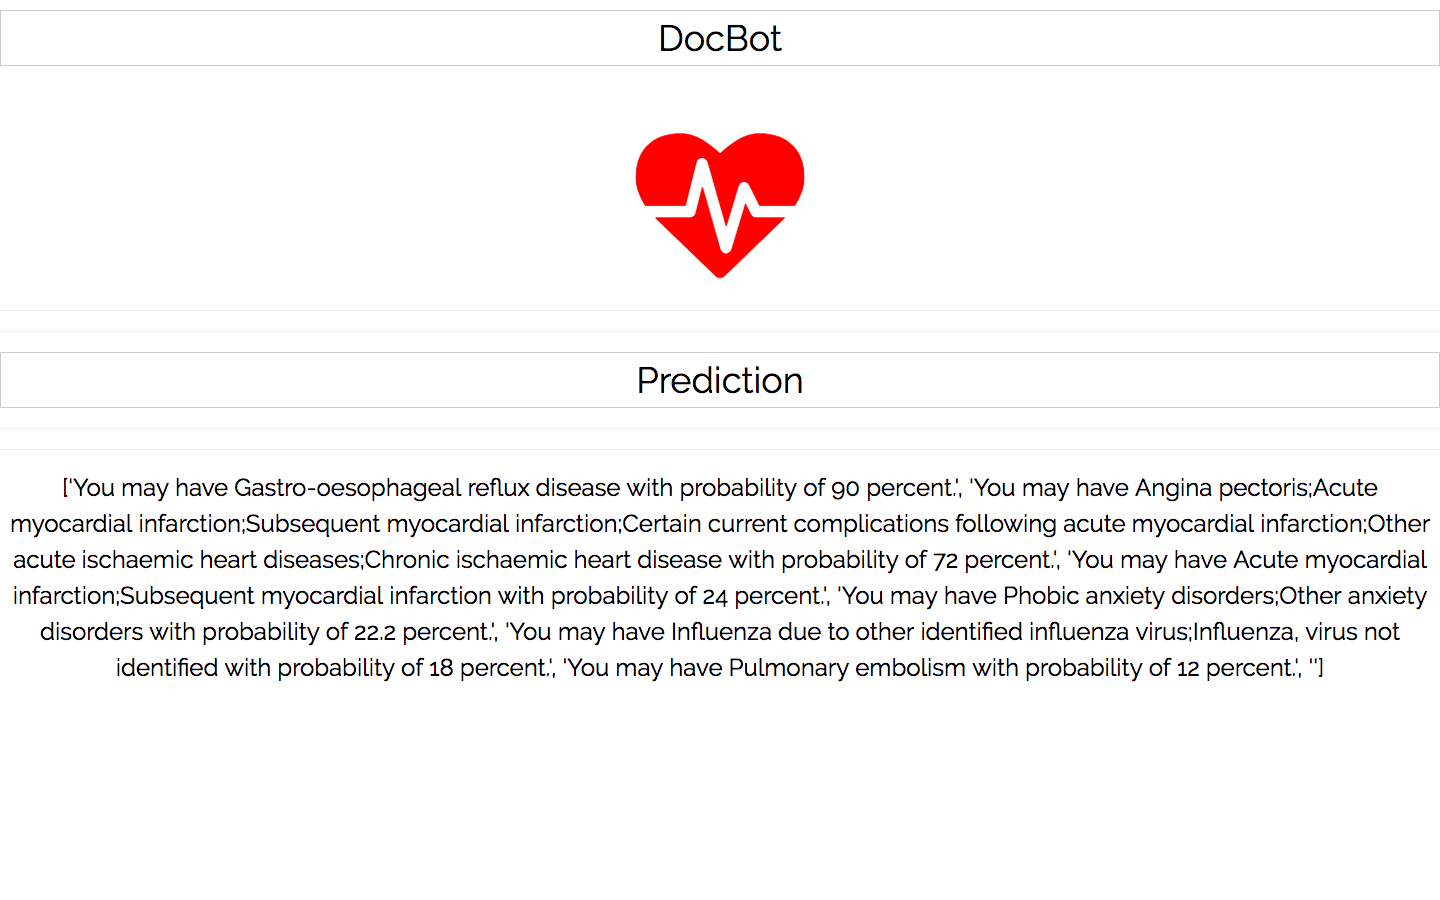 DocBot
Prediction
['You may have Gastro-oesophageal reflux disease with probability of 90 percent.', 'You may have Angina pectoris;Acute
myocardial infarction;Subsequent myocardial infarction;Certain current complications following acute myocardial infarction;Other
acute ischaemic heart diseases;Chronic ischaemic heart disease with probability of 72 percent.', 'You may have Acute myocardial
infarction;Subsequent myocardial infarction with probability of 24 percent.', 'You may have Phobic anxiety disorders;Other anxiety
disorders with probability of 22.2 percent.', 'You may have Influenza due to other identified influenza virus;Influenza, virus not
identified with probability of 18 percent.', 'You may have Pulmonary embolism with probability of 12 percent.', '']